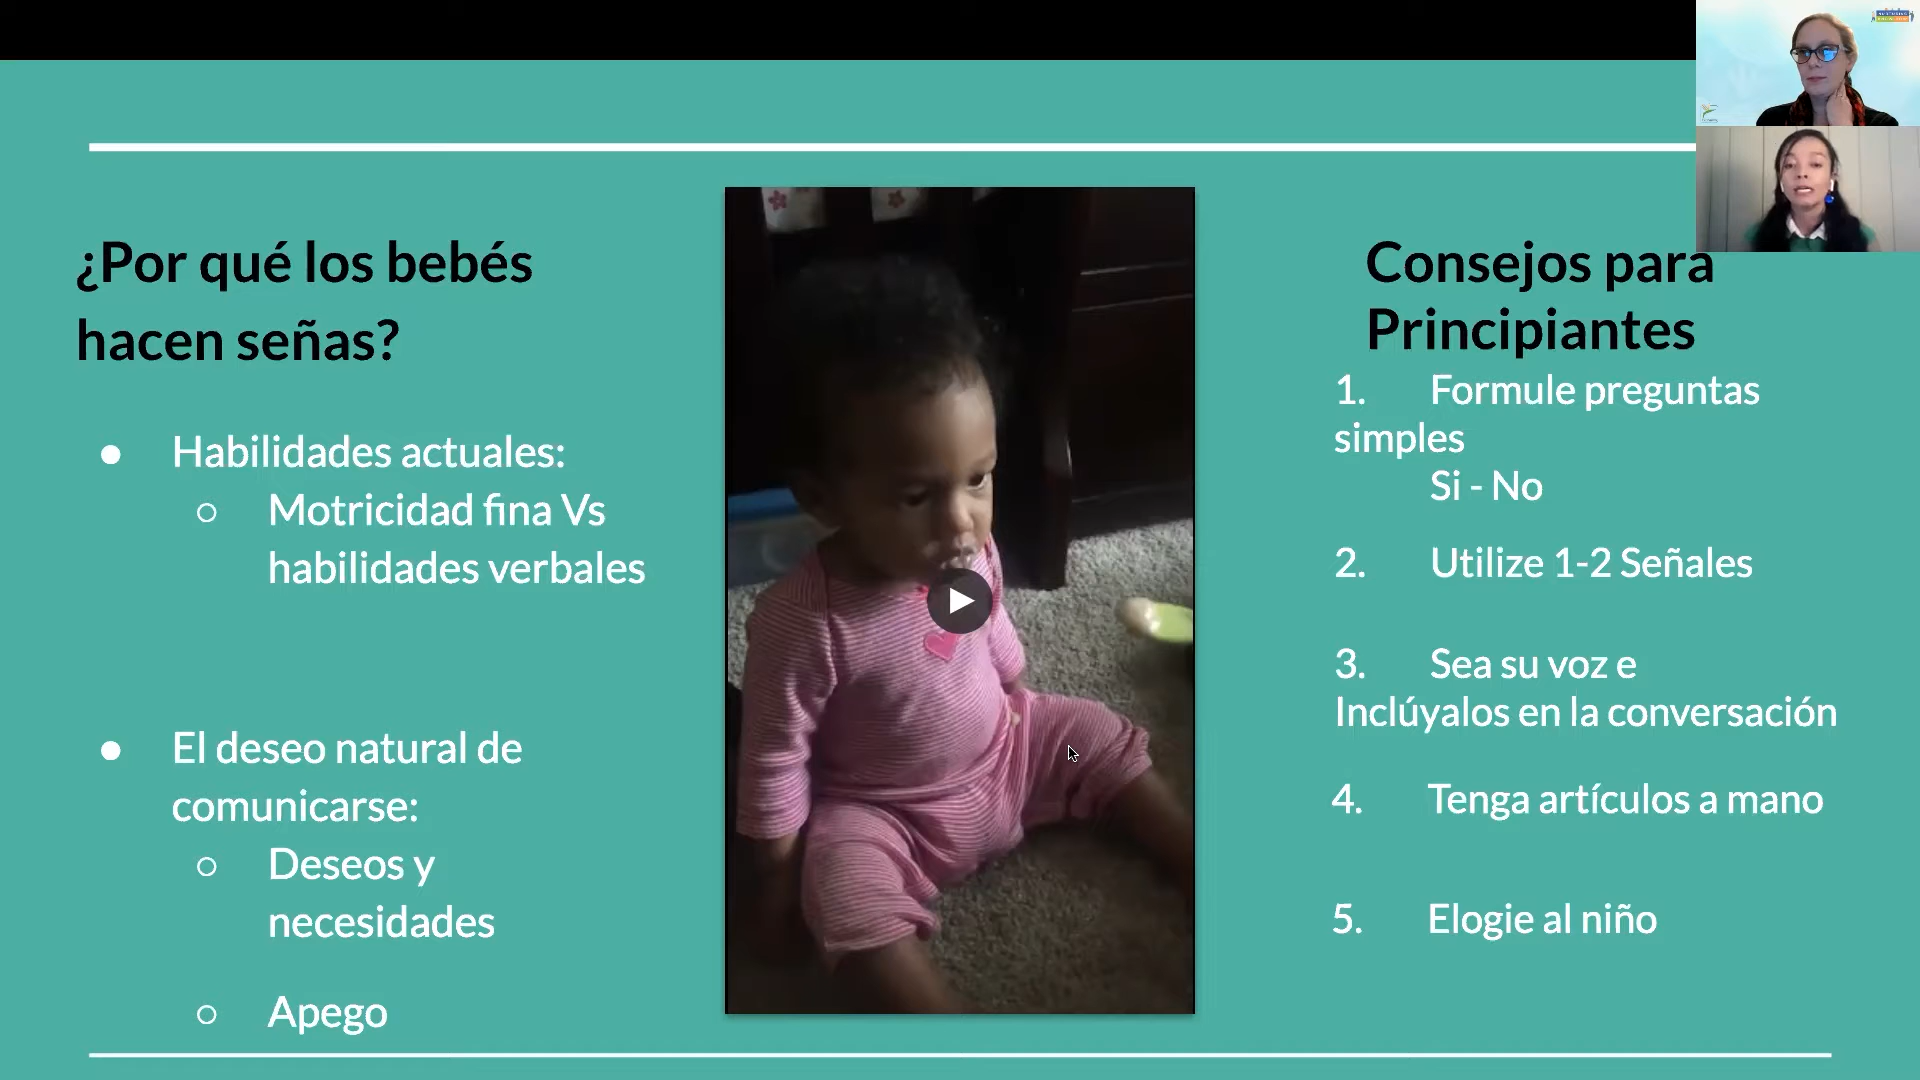 ¿Por qué los bebés
hacen señas?
● Habilidades actuales:
○ Motricidad fina Vs
habilidades verbales
● El deseo natural de
comunicarse:
○ Deseos y
necesidades
○ Apego
Consejos para
Principiantes
1. Formule preguntas
simples
Si - No
2. Utilize 1-2 Señales
3. Sea su voz e
Inclúyalos en la conversación
4. Tenga artículos a mano
5. Elogie al niño